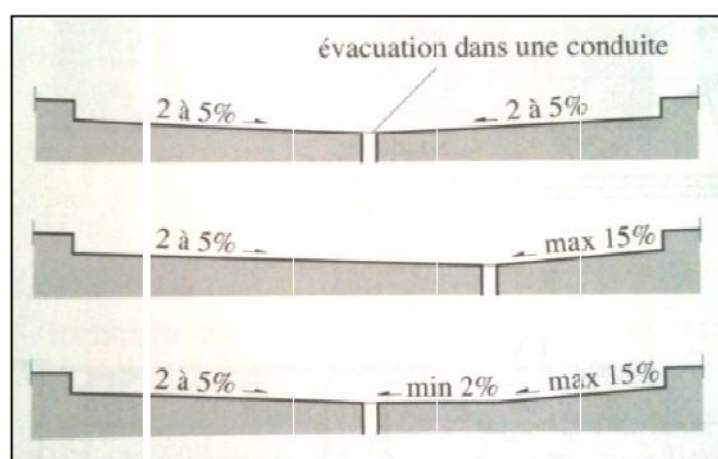 évacuation dans une conduite
2 à 5% 2 à 5%
2 à 5% max 15%
2 à 5% min 2% max 15%